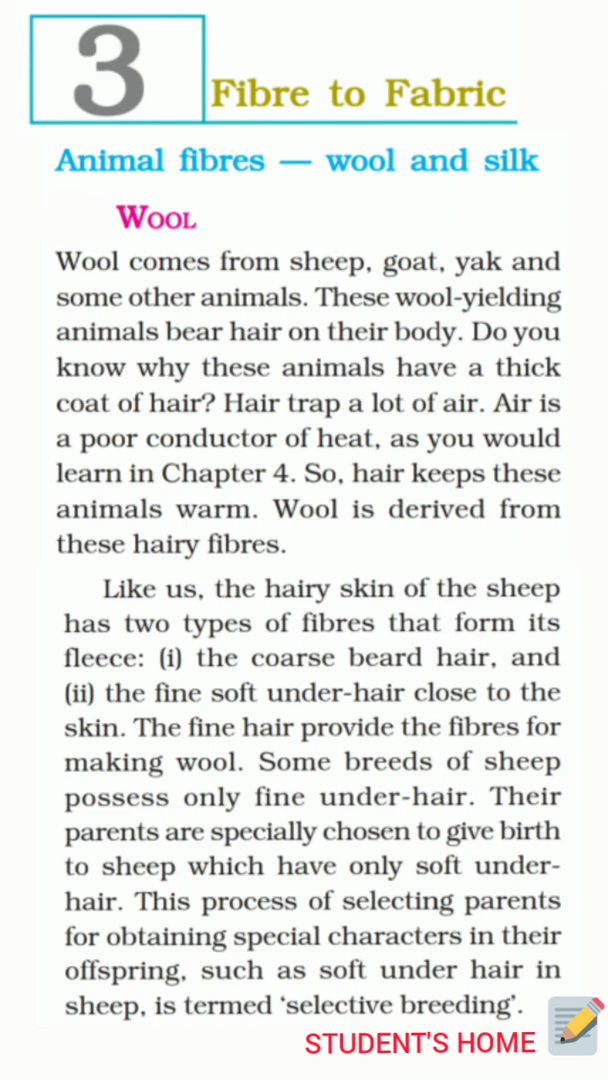 3
Fibre to Fabric
Animal fibres — wool and silk
WOOL
Wool comes from sheep, goat, yak and
some other animals. These wool-yielding
animals bear hair on their body. Do you
know why these animals have a thick
coat of hair? Hair trap a lot of air. Air is
a poor conductor of heat, as you would
learn in Chapter 4. So, hair keeps these
animals warm. Wool is derived from
these hairy fibres.
Like us, the hairy skin of the sheep
has two types of fibres that form its
fleece: (i) the coarse beard hair, and
(ii) the fine soft under-hair close to the
skin. The fine hair provide the fibres for
making wool. Some breeds of sheep
possess only fine under-hair. Their
parents are specially chosen to give birth
to sheep which have only soft under-
hair. This process of selecting parents
for obtaining special characters in their
offspring, such as soft under hair in
sheep, is termed ‘selective breeding’.
STUDENT'S HOME